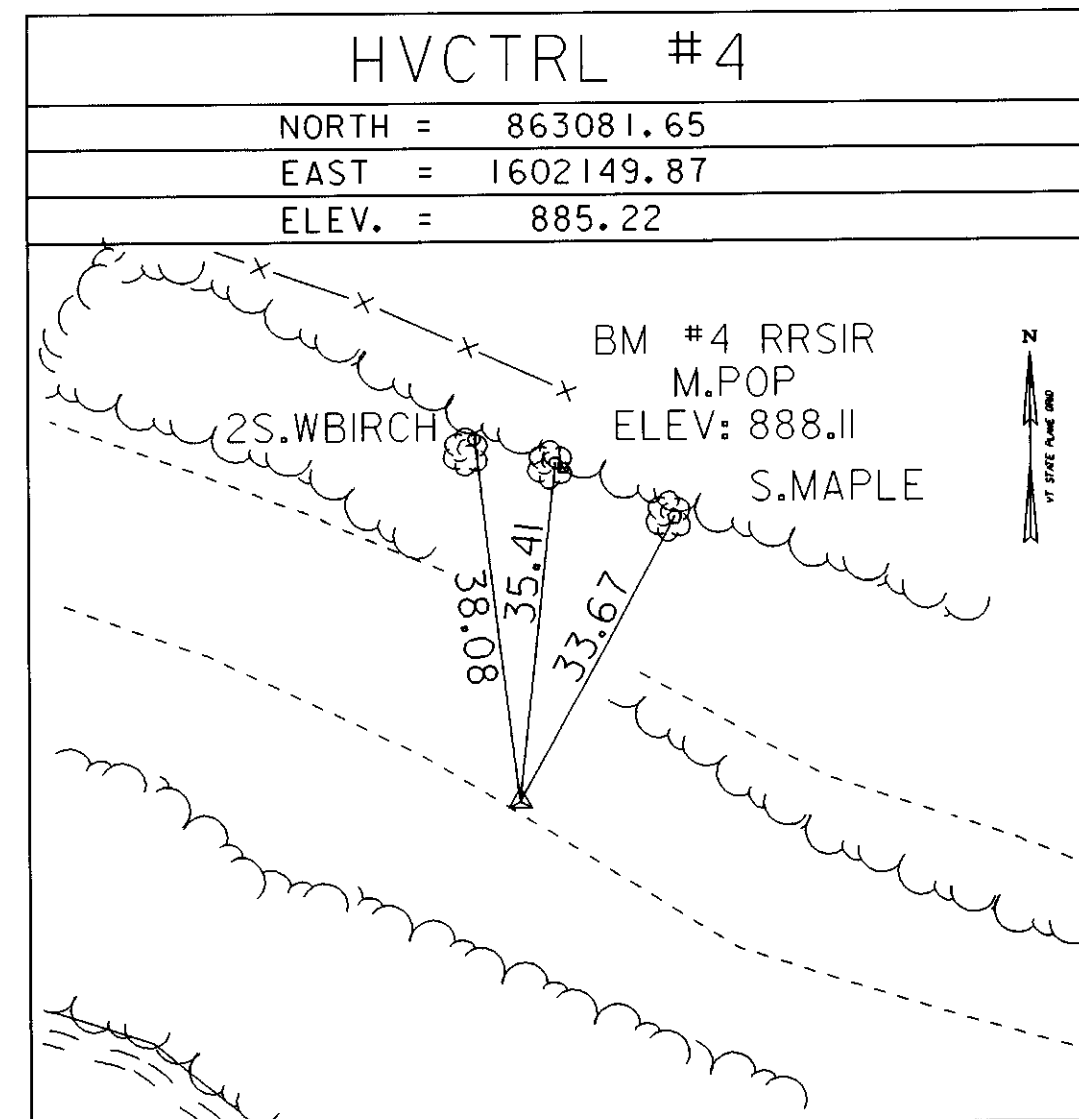 HVCTRL #4
NORTH = 863081.65
EAST = 1602149.87
ELEV. = 885.22
BM #4 RRSIR
M.POP
ELEV: 888.11
2S.WBIRCH
S.MAPLE
N
VT STATE PLANE GRID
38.08
35.41
33.67